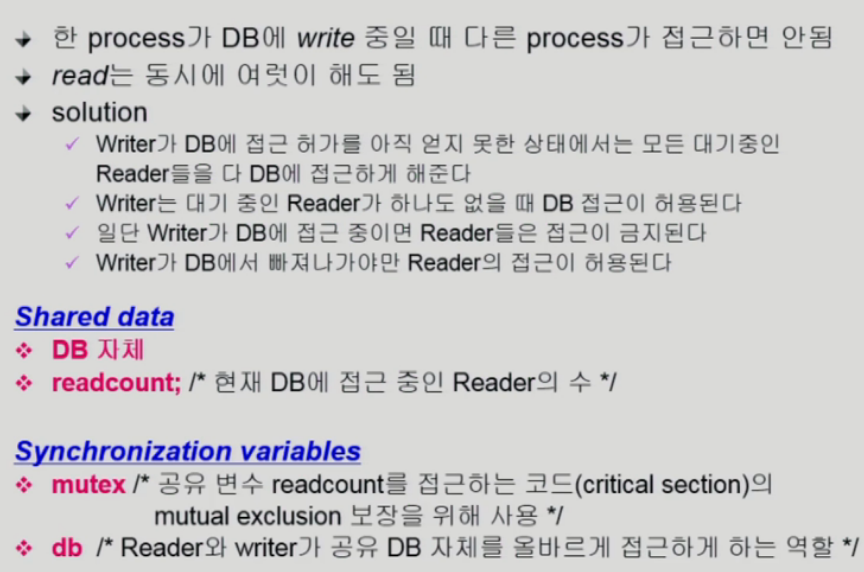 한 process가 DB에 write 중일 때 다른 process가 접근하면 안됨
read는 동시에 여럿이 해도 됨
solution
✓ Writer가 DB에 접근 허가를 아직 얻지 못한 상태에서는 모든 대기중인
Reader들을 다 DB에 접근하게 해준다
✓ Writer는 대기 중인 Reader가 하나도 없을 때 DB 접근이 허용된다
✓ 일단 Writer가 DB에 접근 중이면 Reader들은 접근이 금지된다
✓ Writer가 DB에서 빠져나가야만 Reader의 접근이 허용된다
Shared data
❖ DB 자체
❖ readcount; /* 현재 DB에 접근 중인 Reader의 수 */
Synchronization variables
❖ mutex /* 공유 변수 readcount를 접근하는 코드(critical section)의
mutual exclusion 보장을 위해 사용 */
❖ db /* Reader와 writer가 공유 DB 자체를 올바르게 접근하게 하는 역할 */